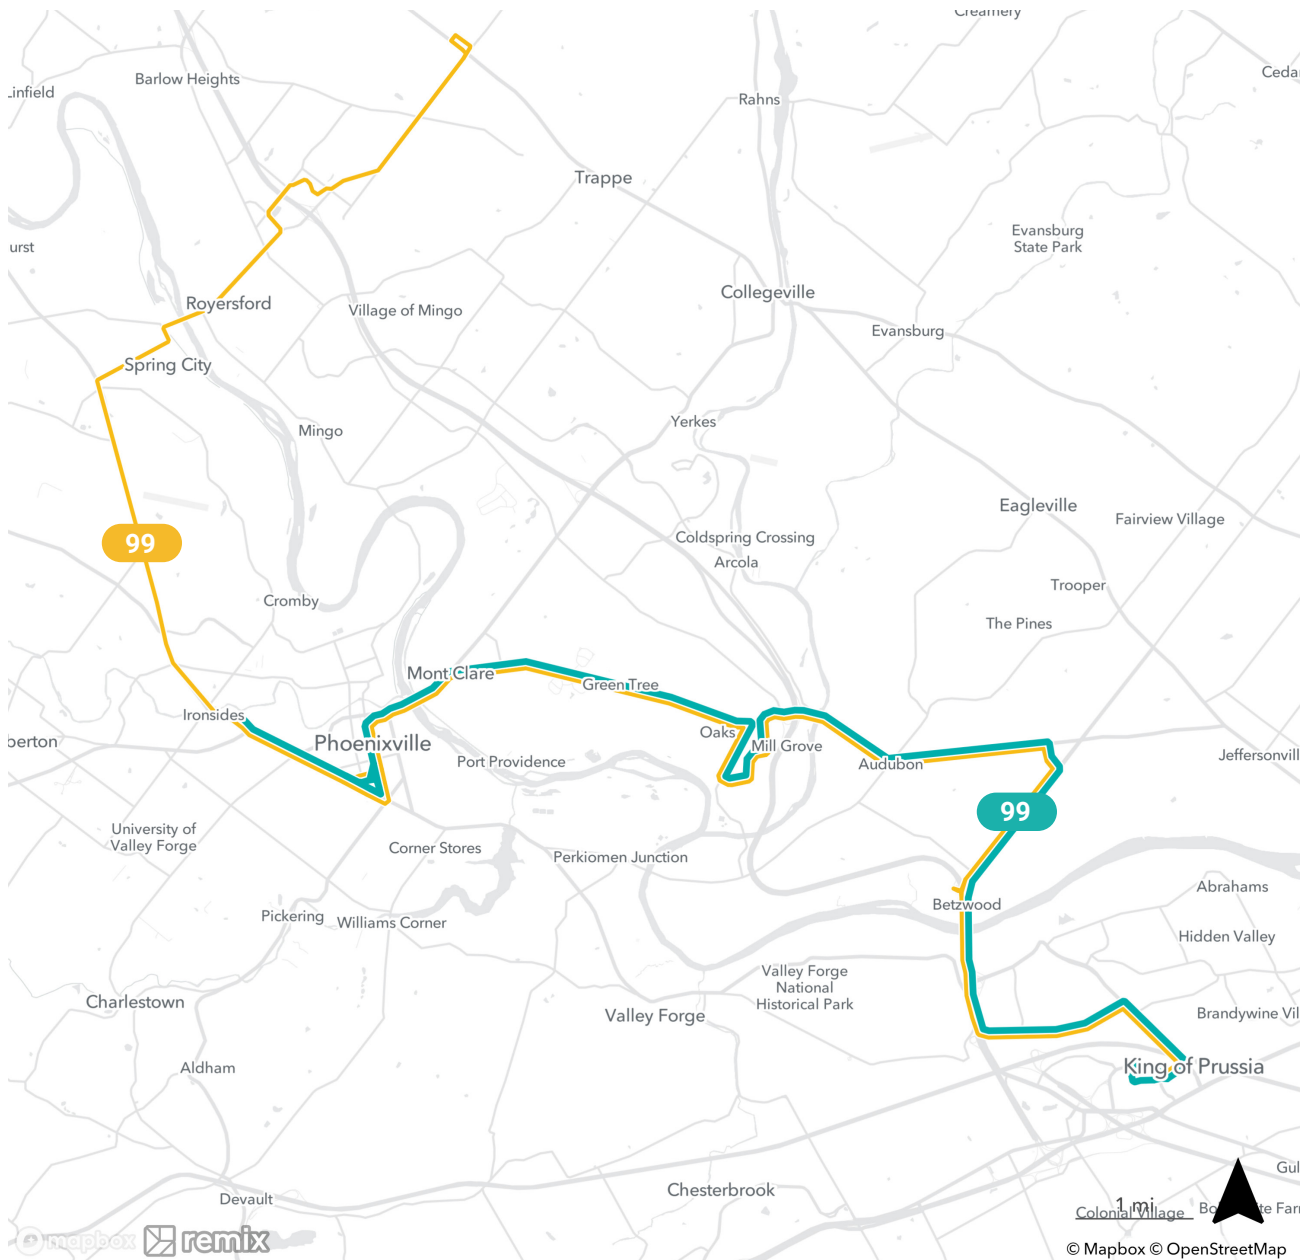 Creamery
Barlow Heights
Linfield
Rahns
Trappe
Evansburg
State Park
urst
Collegeville
Royersford
Village of Mingo
Evansburg
Spring City
Yerkes
Mingo
Eagleville
Fairview Village
Coldspring Crossing
99
Arcola
Trooper
Cromby
The Pines
Mont Clare
Green Tree
Ironsides
Oaks
Phoenixville
Mill Grove
Port Providence
Audubon
99
University of
Valley Forge
Corner Stores
Perkiomen Junction
Abrahams
Betzwood
Pickering
Williams Corner
Hidden Valley
Valley Forge
National
Historical Park
Charlestown
Valley Forge
Brandywine Vil
Aldham
King of Prussia
Gul
Chesterbrook
Devault
1 mi
Colonial Village
mapbox
remix
© Mapbox © OpenStreetMap